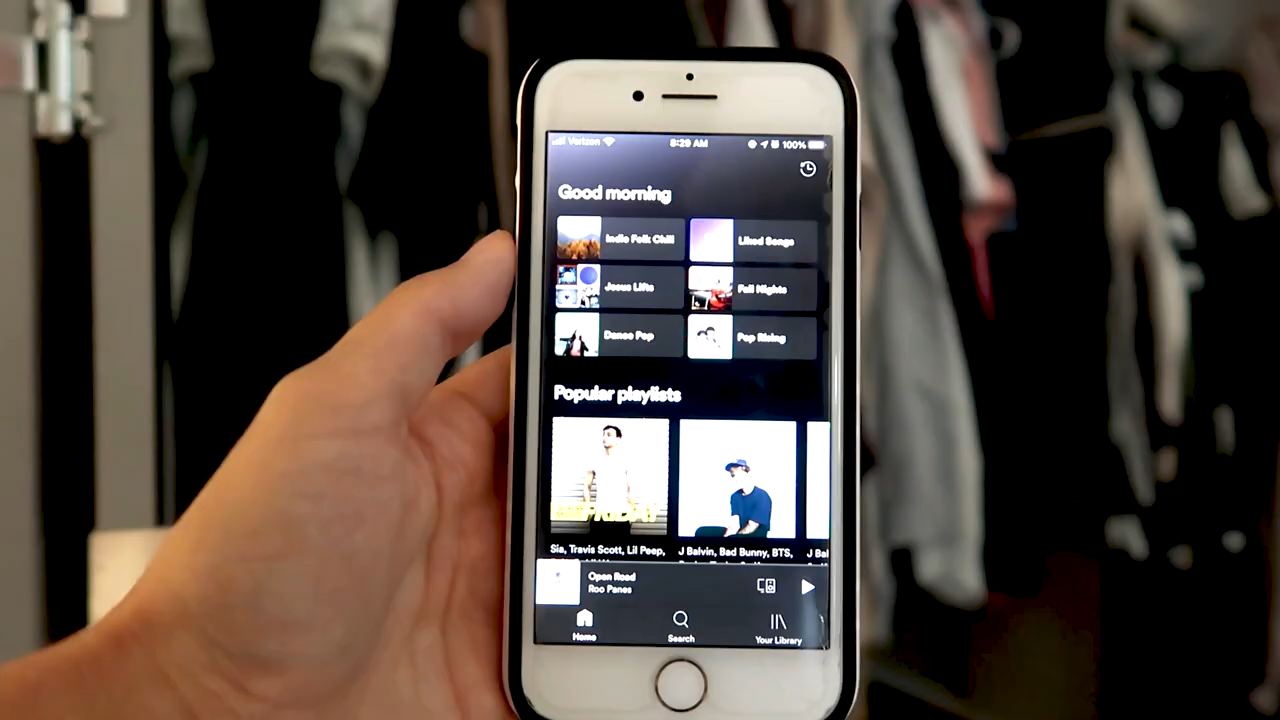 Verizon 8:29 AM 100%
Good morning
Indie Folk Chill
Liked Songs
Jesus Lifts
Fall Nights
Dance Pop
Pop Rising
Popular playlists
FRIDAY
Sia, Travis Scott, Lil Peep,
J Balvin, Bad Bunny, BTS,
J Bal
Open Road
Roo Panes
Home
Search
Your Library